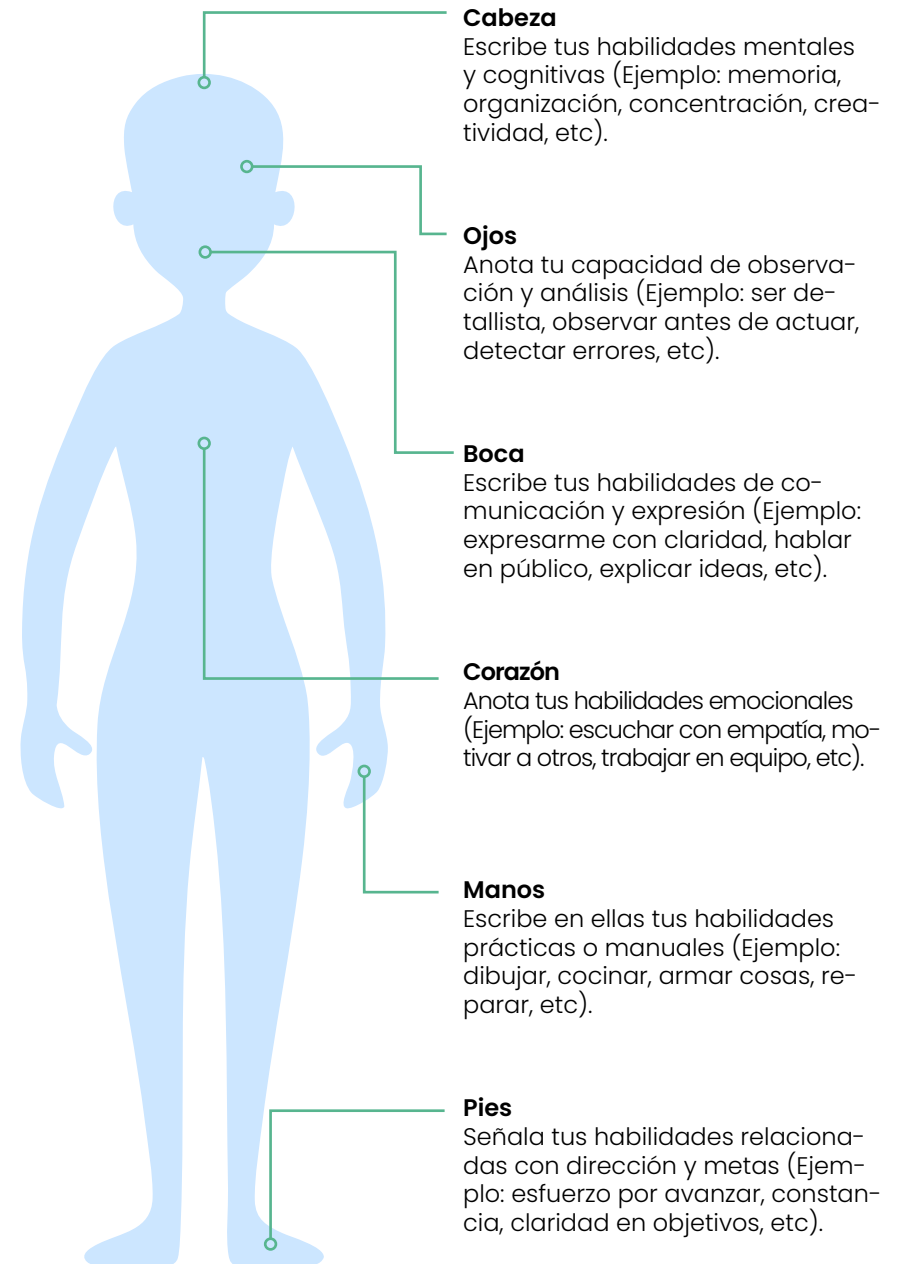 Cabeza
Escribe tus habilidades mentales
y cognitivas (Ejemplo: memoria,
organización, concentración, crea-
tividad, etc).
Ojos
Anota tu capacidad de observa-
ción y análisis (Ejemplo: ser de-
tallista, observar antes de actuar,
detectar errores, etc).
Boca
Escribe tus habilidades de co-
municación y expresión (Ejemplo:
expresarme con claridad, hablar
en público, explicar ideas, etc).
Corazón
Anota tus habilidades emocionales
(Ejemplo: escuchar con empatía, mo-
tivar a otros, trabajar en equipo, etc).
Manos
Escribe en ellas tus habilidades
prácticas o manuales (Ejemplo:
dibujar, cocinar, armar cosas, re-
parar, etc).
Pies
Señala tus habilidades relaciona-
das con dirección y metas (Ejem-
plo: esfuerzo por avanzar, constan-
cia, claridad en objetivos, etc).